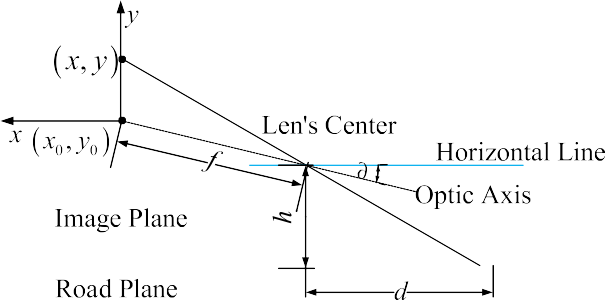 y
(x, y)
x (x₀, y₀)
Len's Center
Horizontal Line
∂
f
Optic Axis
Image Plane
h
Road Plane
d